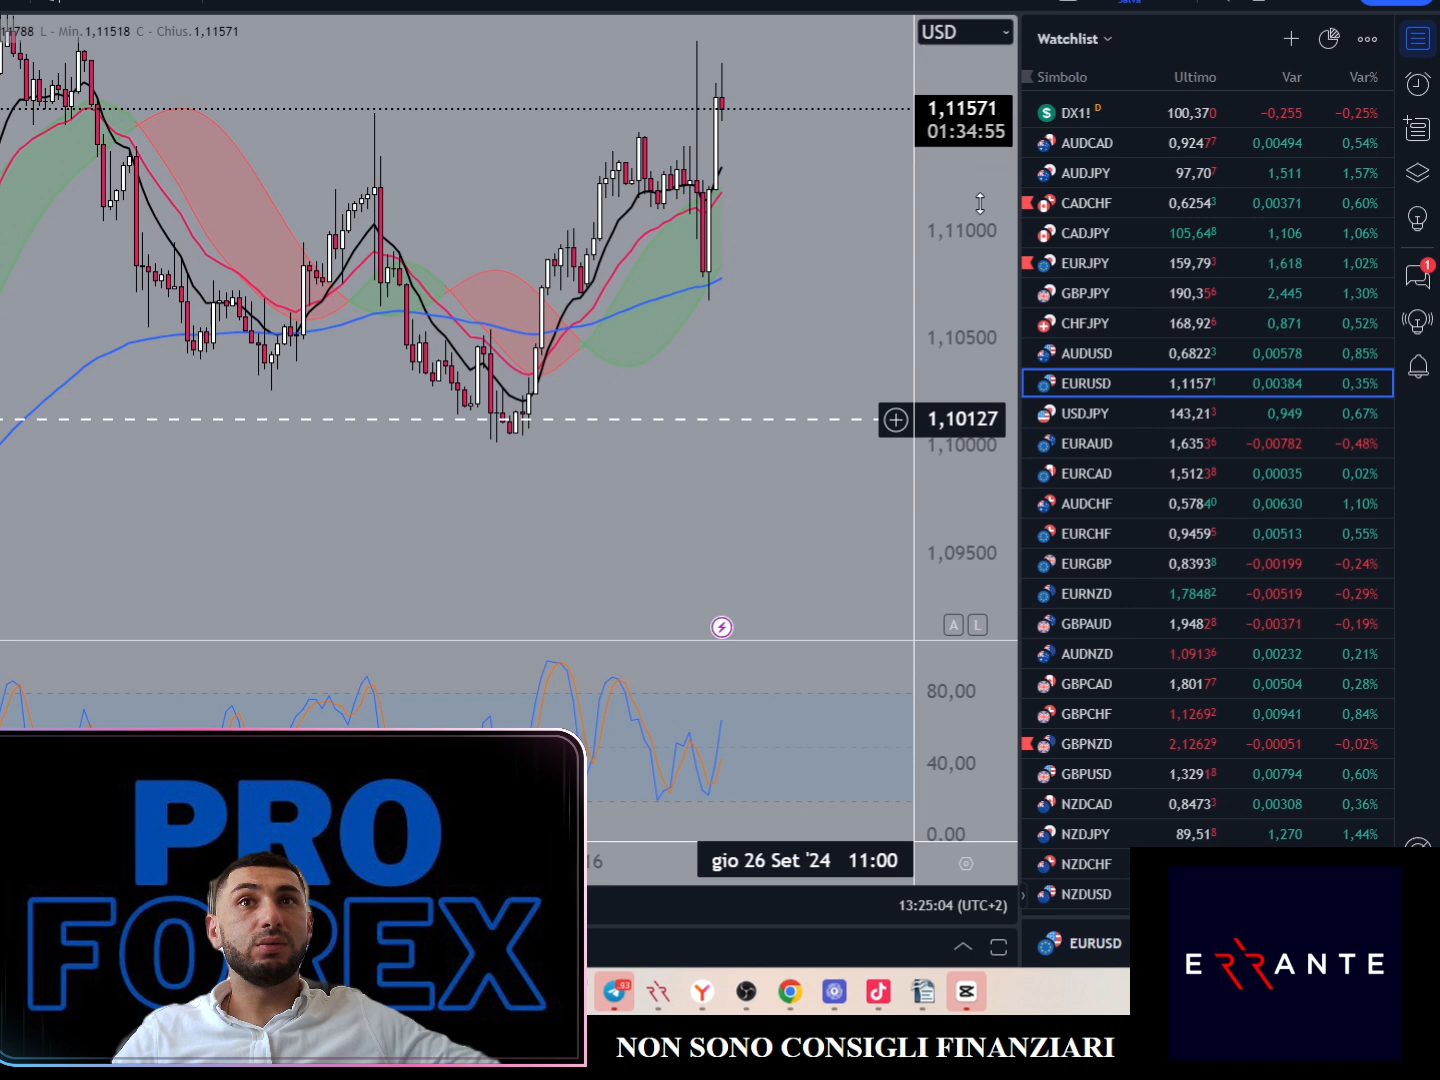 11788 L - Min. 1,11518 C - Chius. 1,11571
USD
1,11571
01:34:55
1,11000
1,10500
1,10127
1,10000
1,09500
A L
80,00
40,00
0.00
16
gio 26 Set '24 11:00
13:25:04 (UTC+2)
Watchlist
Simbolo Ultimo Var Var%
DX1! D 100,370 −0,255 −0,25%
AUDCAD 0,92477 0,00494 0,54%
AUDJPY 97,707 1,511 1,57%
CADCHF 0,62543 0,00371 0,60%
CADJPY 105,648 1,106 1,06%
EURJPY 159,793 1,618 1,02%
GBPJPY 190,356 2,445 1,30%
CHFJPY 168,926 0,871 0,52%
AUDUSD 0,68223 0,00578 0,85%
EURUSD 1,11571 0,00384 0,35%
USDJPY 143,213 0,949 0,67%
EURAUD 1,63536 −0,00782 −0,48%
EURCAD 1,51238 0,00035 0,02%
AUDCHF 0,57840 0,00630 1,10%
EURCHF 0,94595 0,00513 0,55%
EURGBP 0,83938 −0,00199 −0,24%
EURNZD 1,78482 −0,00519 −0,29%
GBPAUD 1,94828 −0,00371 −0,19%
AUDNZD 1,09136 0,00232 0,21%
GBPCAD 1,80177 0,00504 0,28%
GBPCHF 1,12692 0,00941 0,84%
GBPNZD 2,12629 −0,00051 −0,02%
GBPUSD 1,32918 0,00794 0,60%
NZDCAD 0,84733 0,00308 0,36%
NZDJPY 89,518 1,270 1,44%
NZDCHF
NZDUSD
EURUSD
1
93
PRO
FOREX
ERRANTE
NON SONO CONSIGLI FINANZIARI